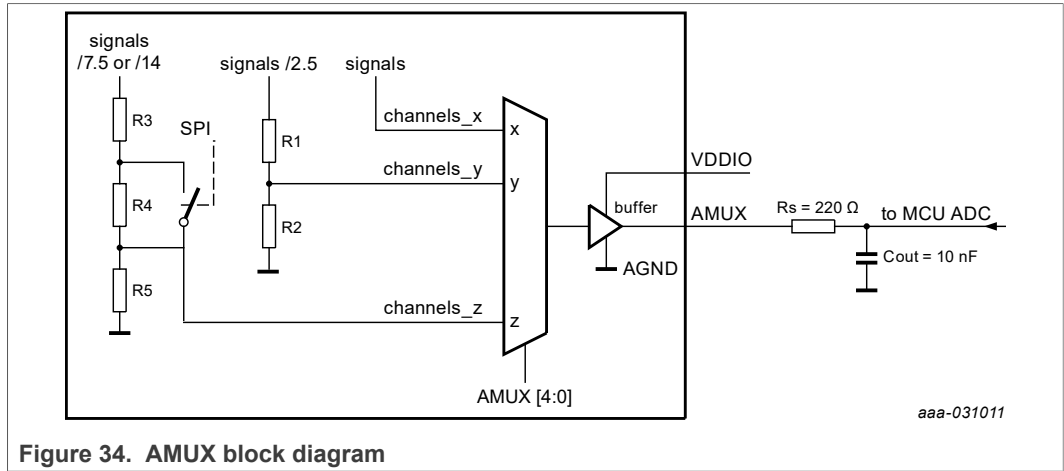 signals
/7.5 or /14
signals /2.5
signals
R3
SPI
R1
channels_x
x
channels_y
y
VDDIO
R4
R2
buffer
AMUX
Rs = 220 Ω
to MCU ADC
AGND
Cout = 10 nF
R5
channels_z
z
AMUX [4:0]
aaa-031011
Figure 34. AMUX block diagram